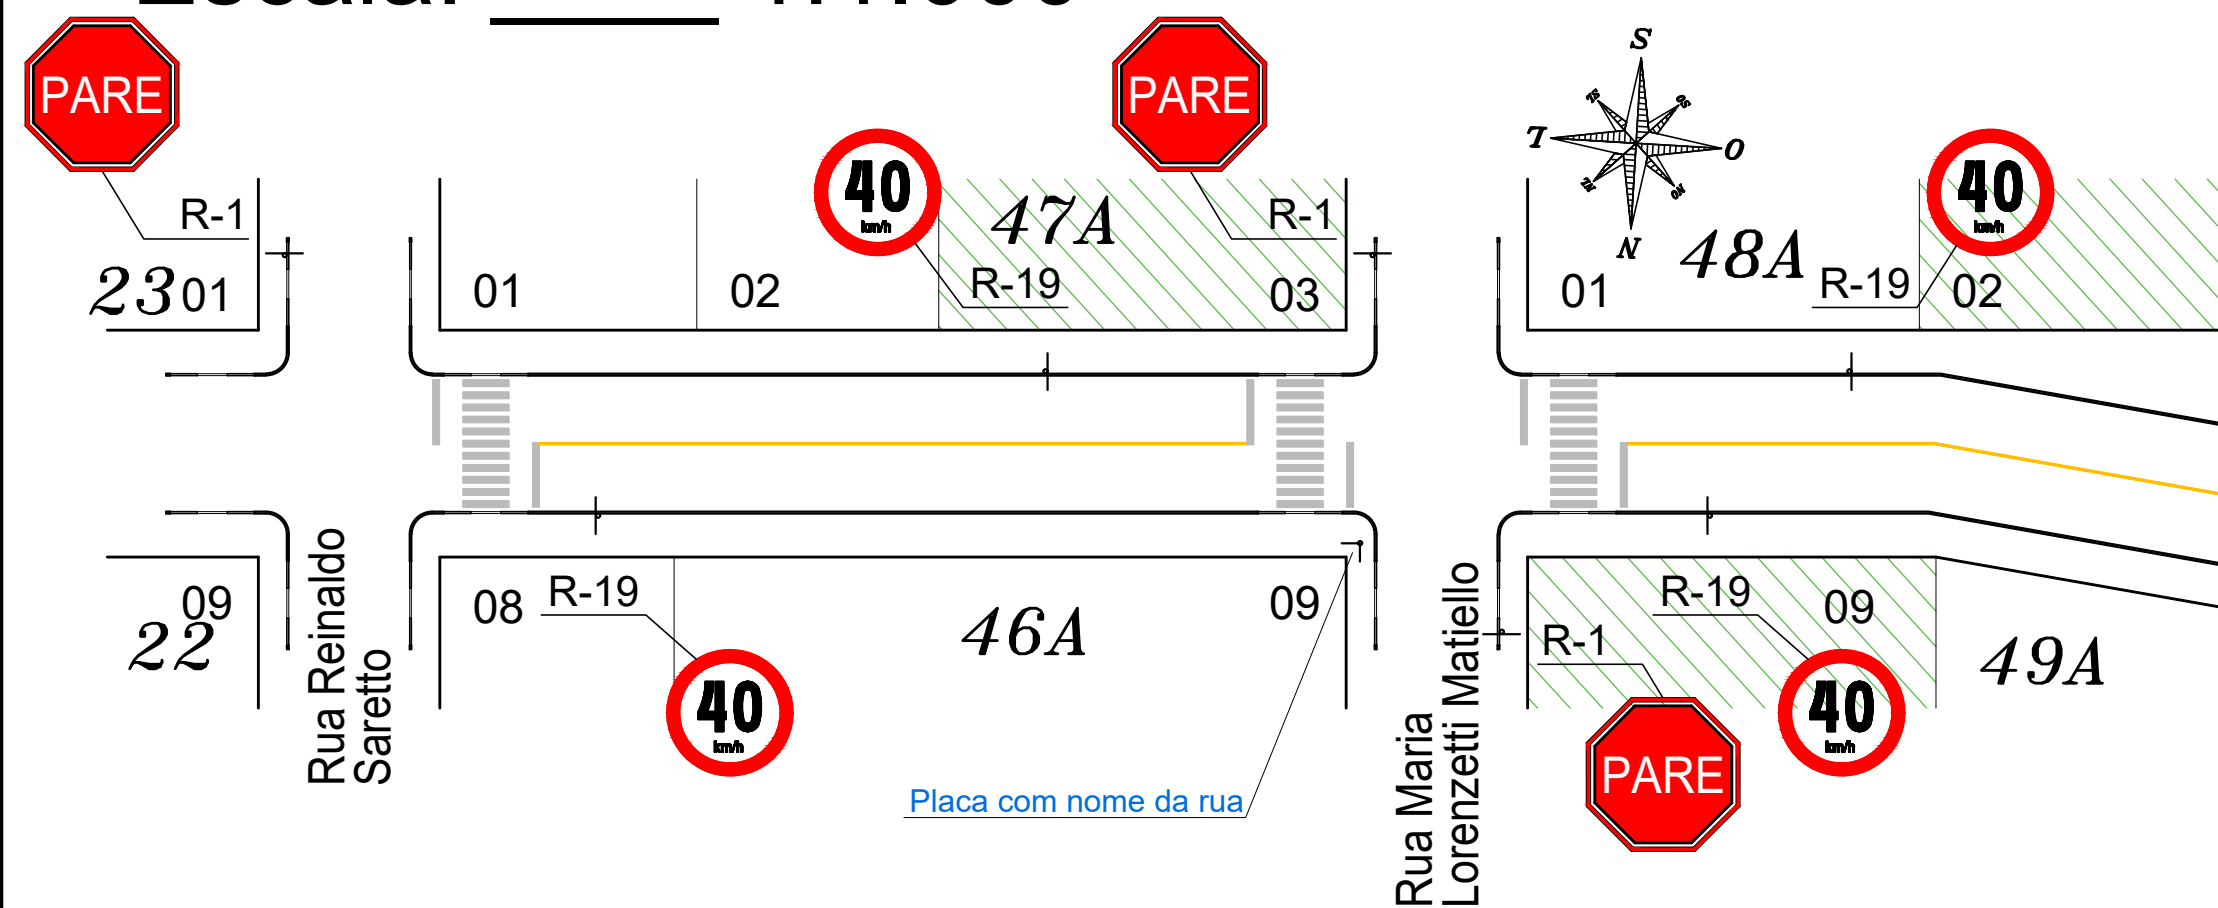 PARE
PARE
S
SO
T
O
N
NO
40
km/h
40
km/h
R-1
47A
R-1
48A
23
01
01
02
R-19
03
01
R-19
02
Rua Reinaldo
Saretto
22
09
08
R-19
46A
09
R-19
09
R-1
49A
40
km/h
40
km/h
PARE
Placa com nome da rua
Rua Maria
Lorenzetti Matiello